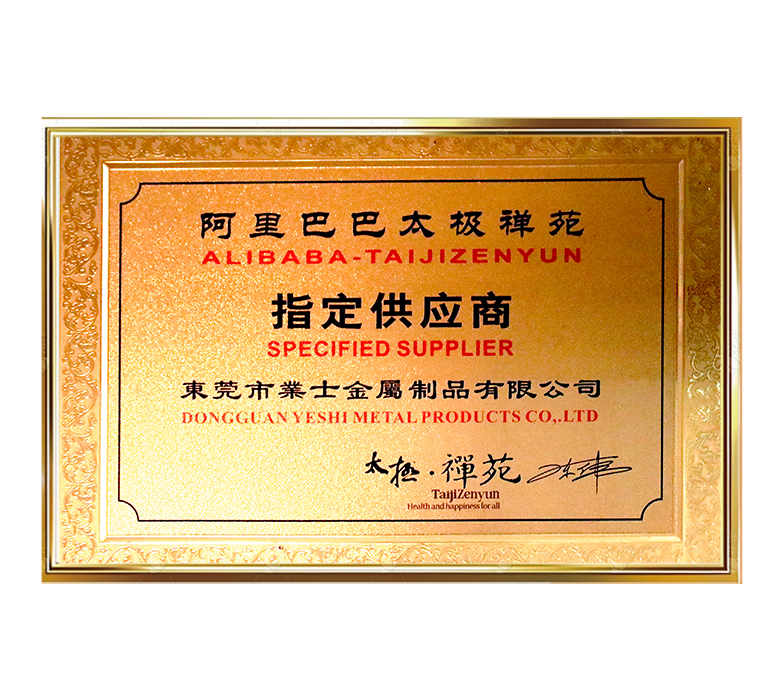 阿里巴巴太极禅苑
ALIBABA-TAIJIZENYUN
指定供应商
SPECIFIED SUPPLIER
東莞市業士金屬制品有限公司
DONGGUAN YESHI METAL PRODUCTS CO,.LTD
太極·禪苑
TaijiZenyun
Health and happiness for all